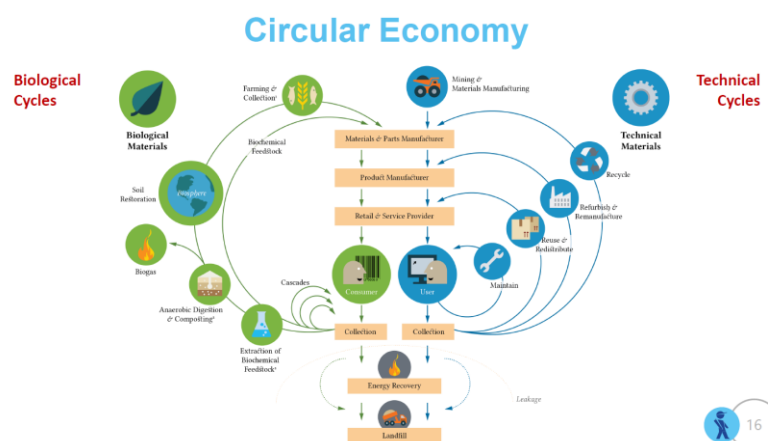 Circular Economy
Biological
Cycles
Technical
Cycles
Farming &
Collection¹
Mining &
Materials Manufacturing
Biological
Materials
Technical
Materials
Biochemical
Feedstock
Materials & Parts Manufacturer
Recycle
Product Manufacturer
Soil
Restoration
Biosphere
Refurbish &
Remanufacture
Retail & Service Provider
Reuse &
Redistribute
Biogas
Cascades
Consumer
User
Maintain
Anaerobic Digestion
& Composting²
Collection
Collection
Extraction of
Biochemical
Feedstock²
Energy Recovery
Leakage
Landfill
16